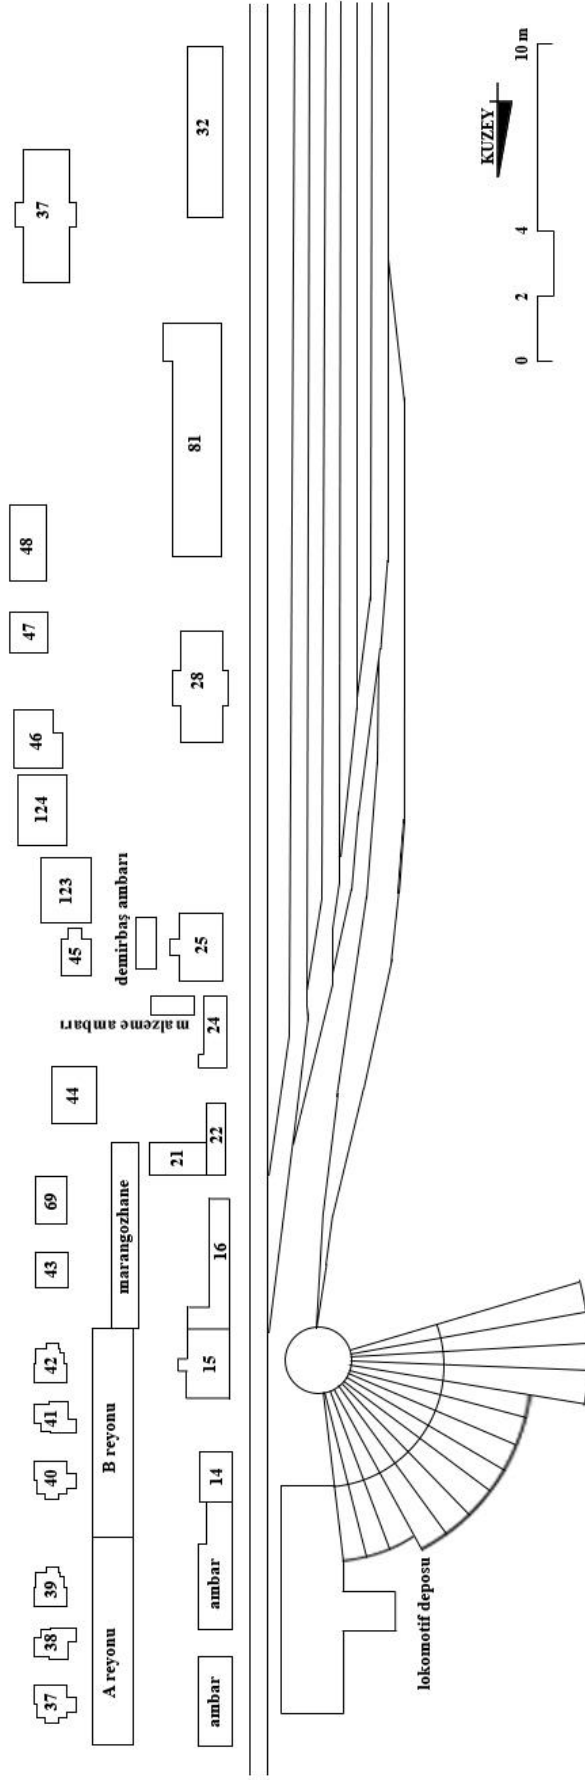 37
38
39
40
41
42
43
69
44
45
123
124
46
47
48
37
A reyonu
B reyonu
marangozhane
malzeme ambarı
demirbaş ambarı
ambar
ambar
14
15
16
21
22
24
25
28
81
32
lokomotif deposu
0
2
4
10 m
KUZEY